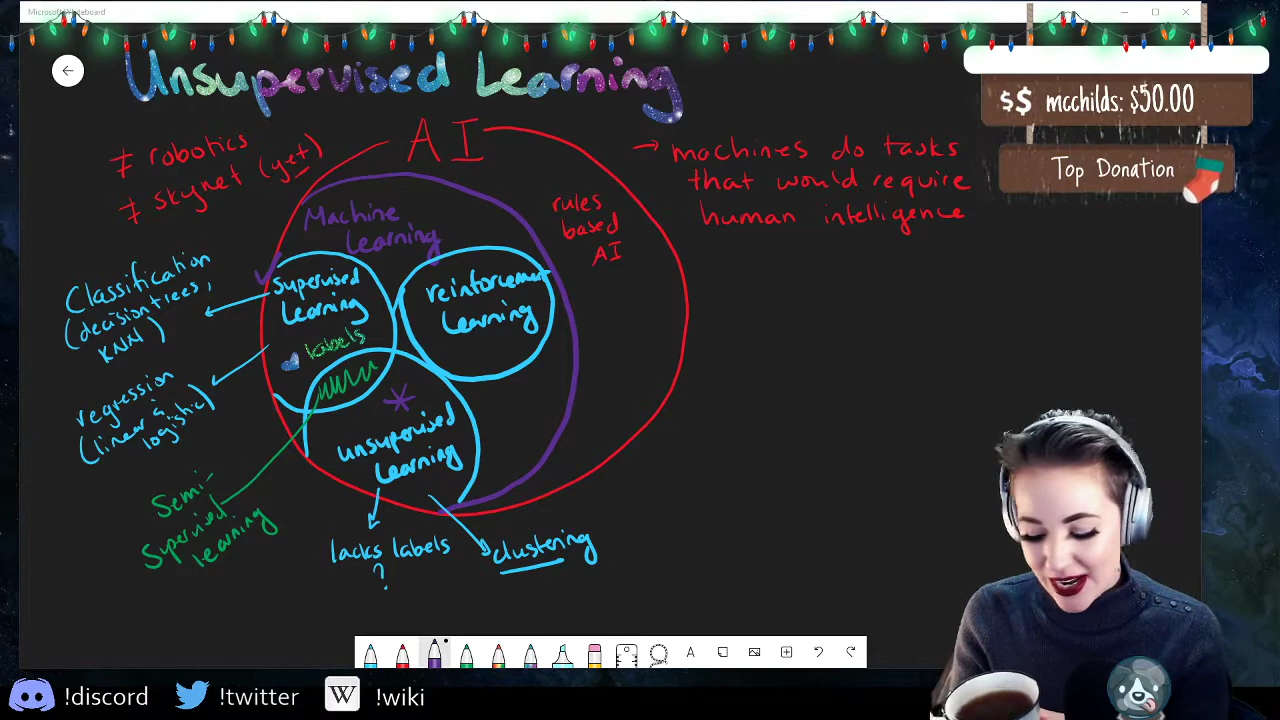 Microsoft Whiteboard
Unsupervised Learning
$$ mcchilds: $50.00
Top Donation
≠ robotics
≠ skynet (yet)
AI
→ machines do tasks
that would require
human intelligence
rules
based
AI
Machine
Learning
Supervised
Learning
labels
reinforcement
Learning
Classification
(decision trees,
KNN)
regression
(linear &
logistic)
unsupervised
Learning
Semi-
Supervised
learning
lacks labels
?
clustering
A
!discord
!twitter
W !wiki